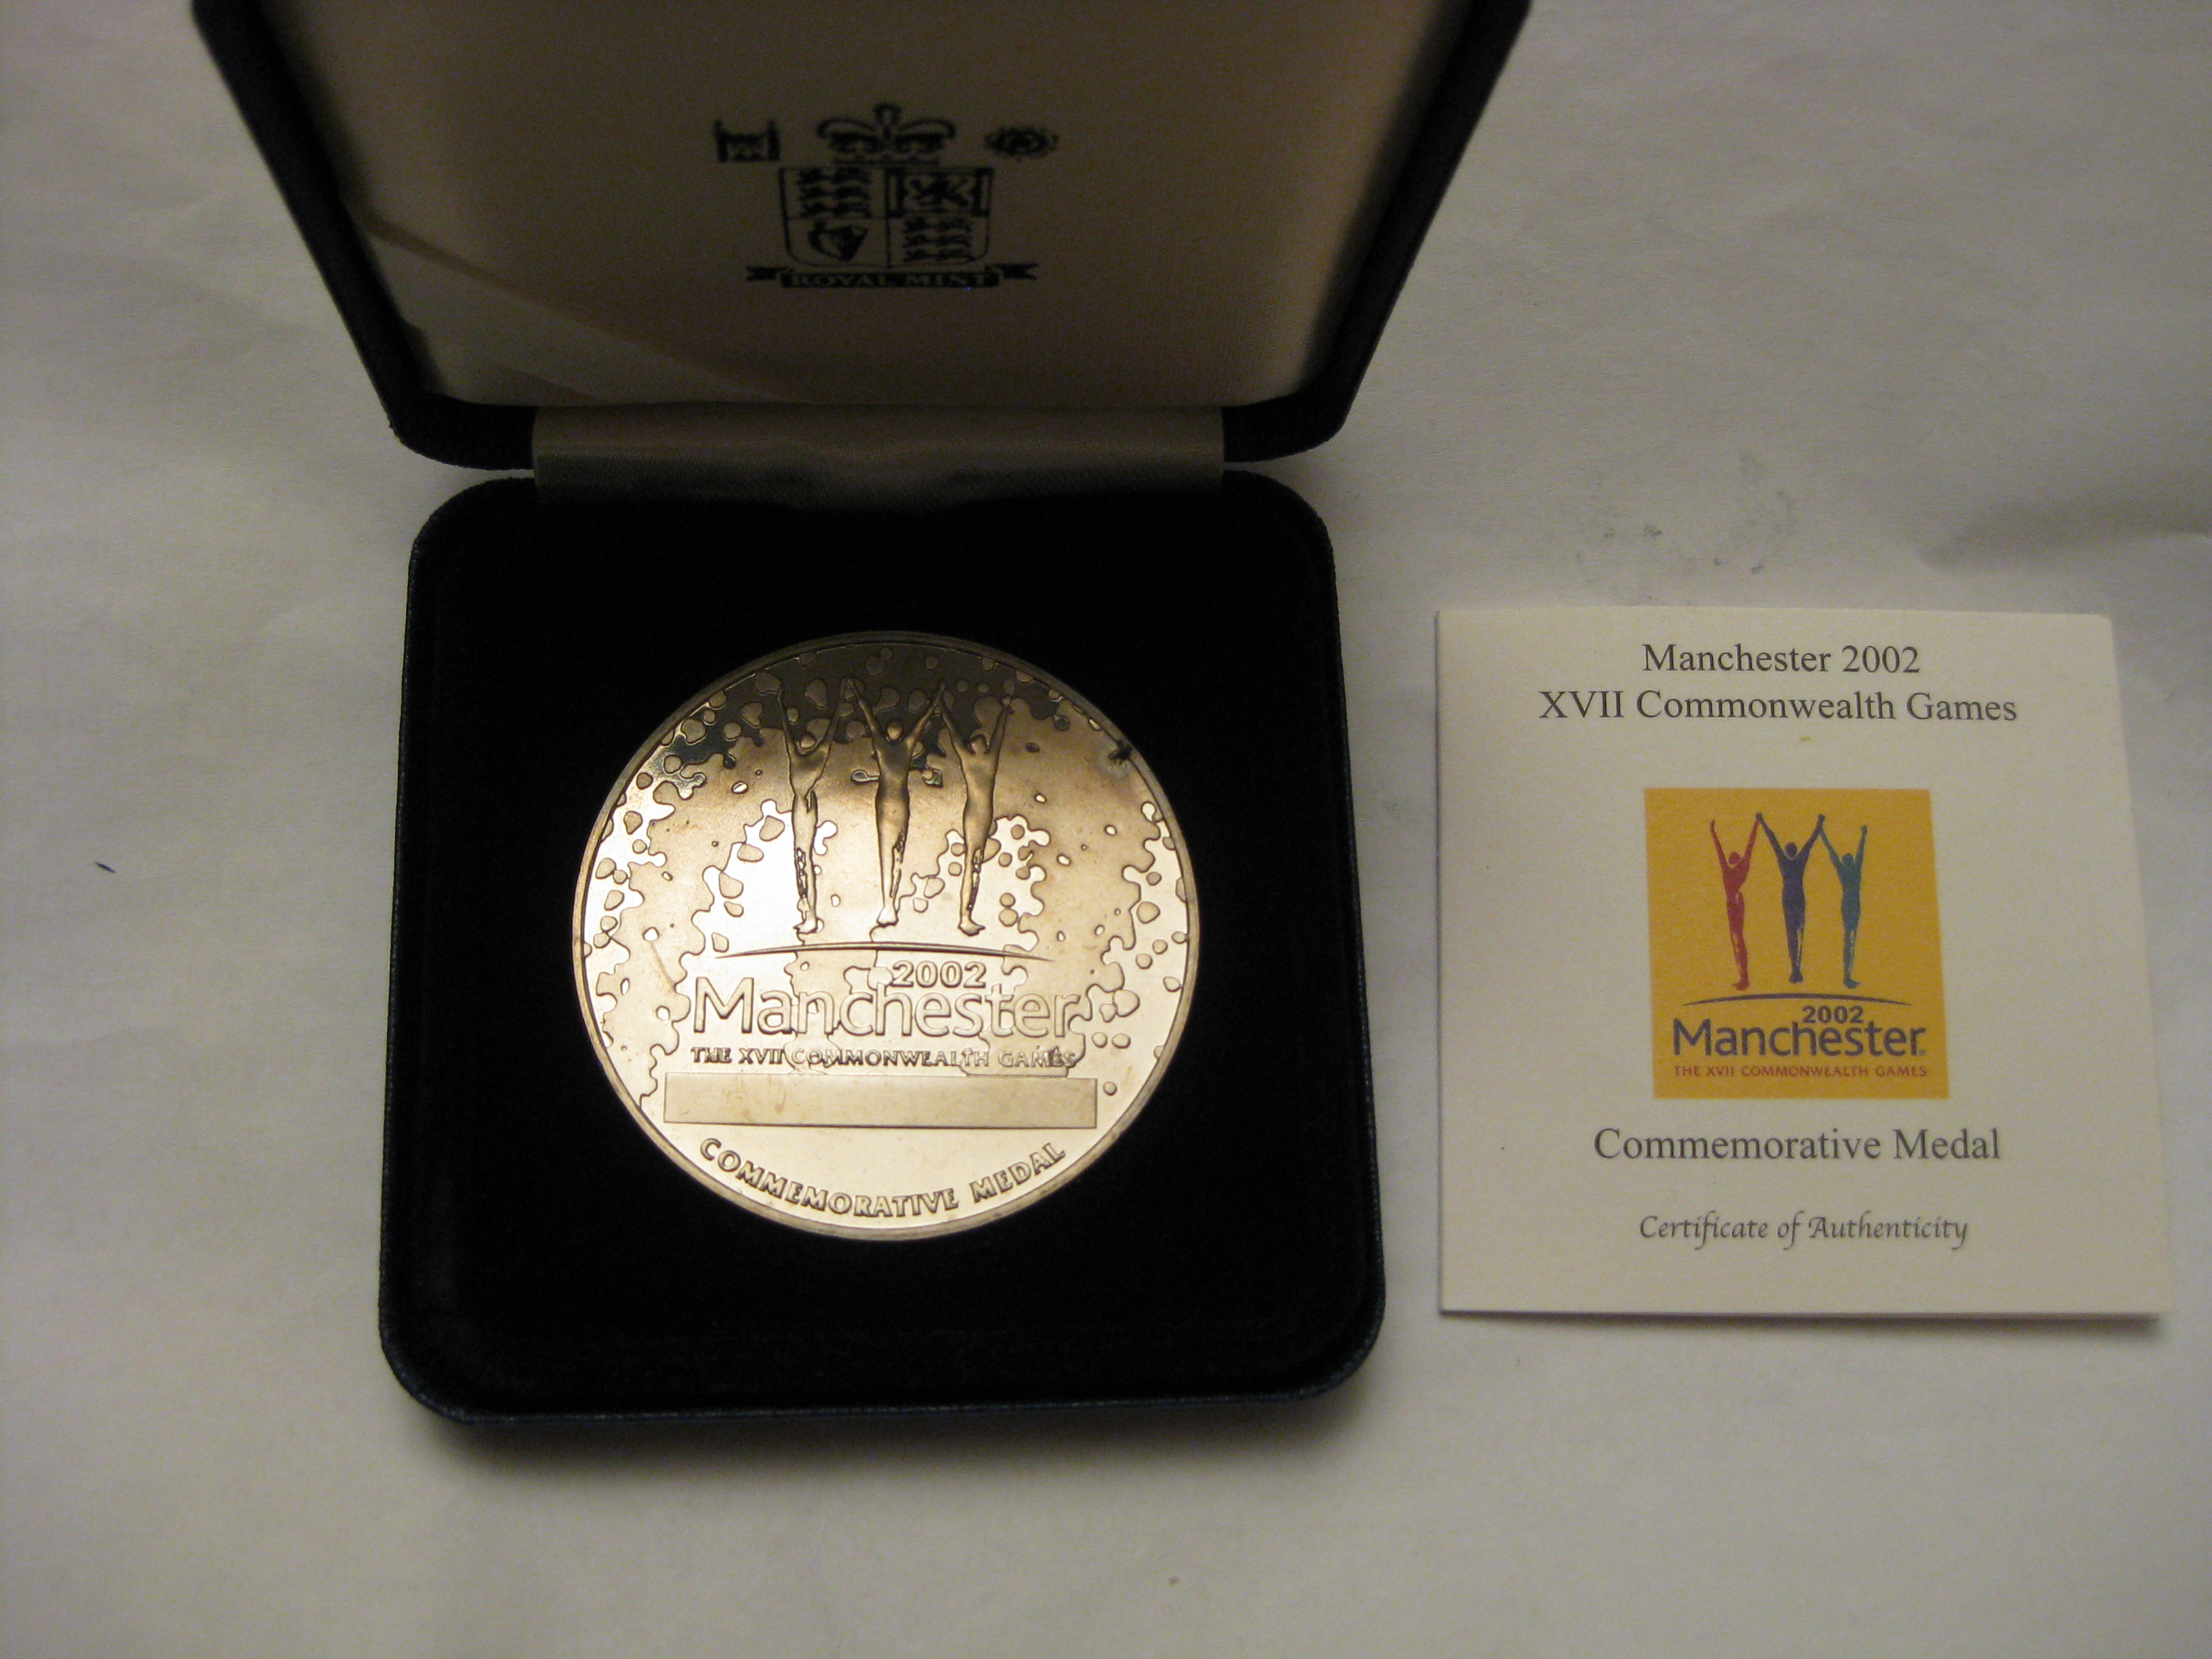 ROYAL MINT
2002
Manchester
THE XVII COMMONWEALTH GAMES
COMMEMORATIVE MEDAL
Manchester 2002
XVII Commonwealth Games
2002
Manchester
THE XVII COMMONWEALTH GAMES
Commemorative Medal
Certificate of Authenticity